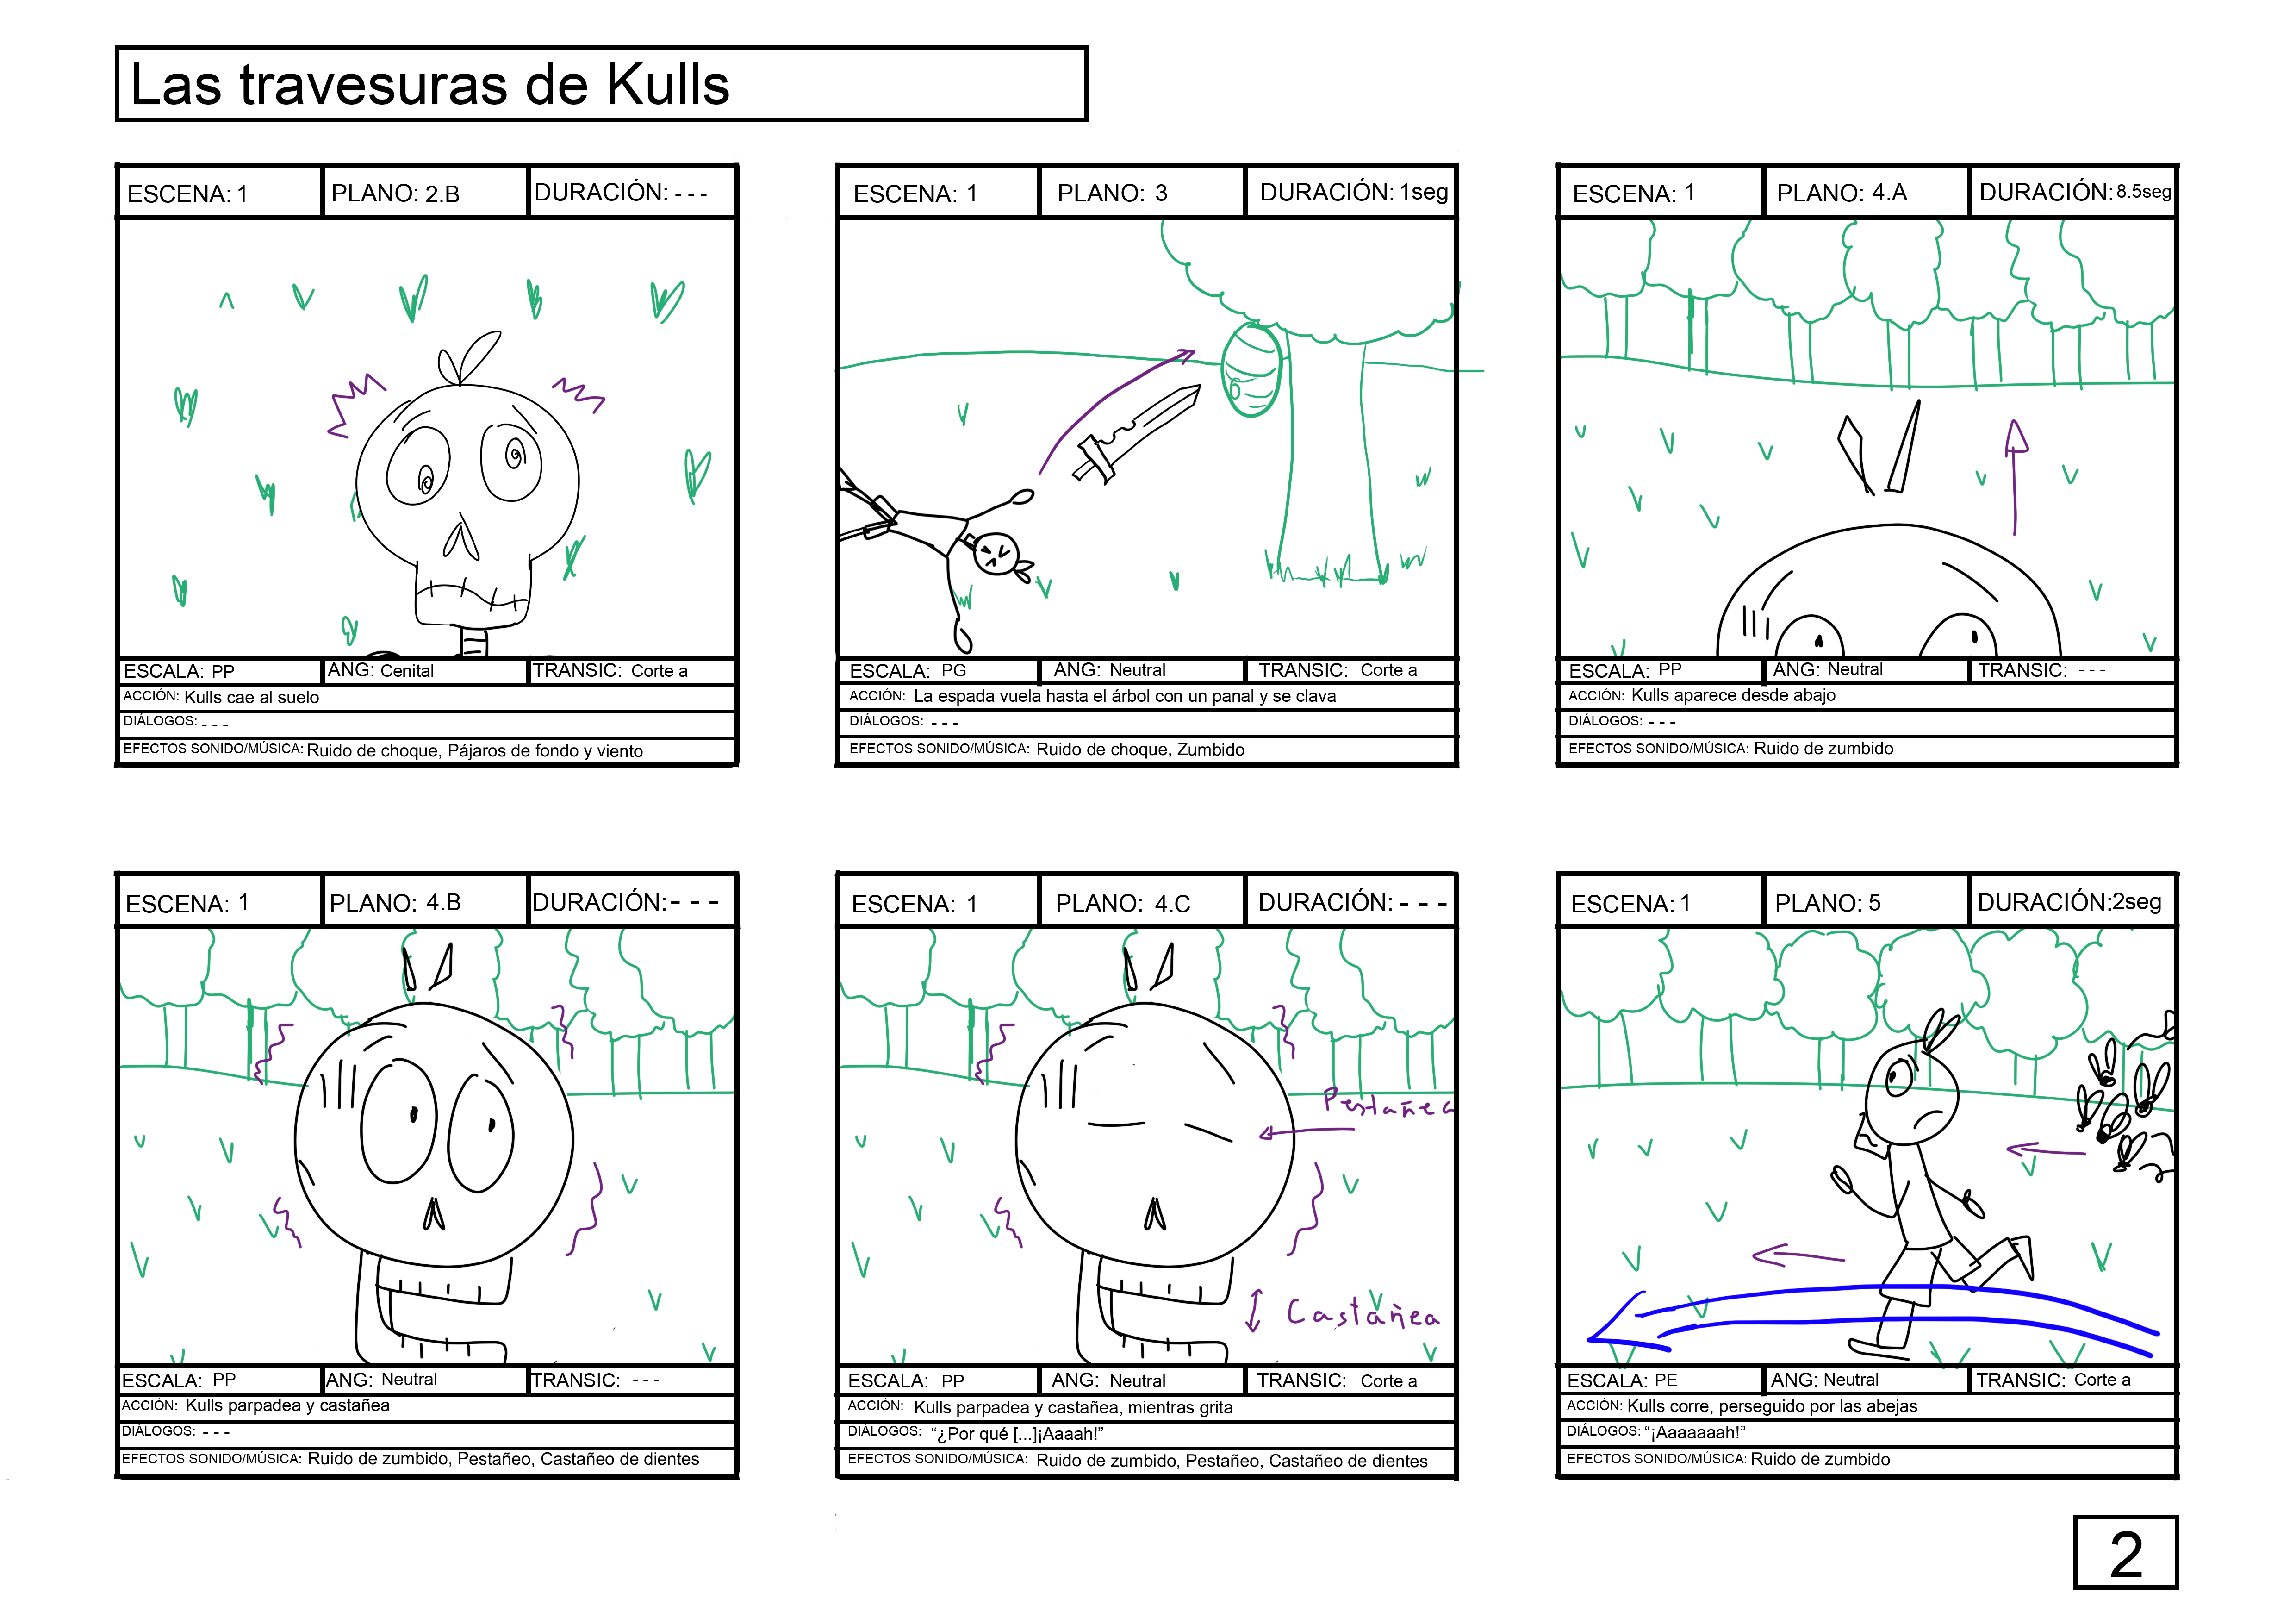 Las travesuras de Kulls
ESCENA: 1 PLANO: 2.B DURACIÓN: - - -
ESCALA: PP ANG: Cenital TRANSIC: Corte a
ACCIÓN: Kulls cae al suelo
DIÁLOGOS: - - -
EFECTOS SONIDO/MÚSICA: Ruido de choque, Pájaros de fondo y viento
ESCENA: 1 PLANO: 3 DURACIÓN: 1seg
ESCALA: PG ANG: Neutral TRANSIC: Corte a
ACCIÓN: La espada vuela hasta el árbol con un panal y se clava
DIÁLOGOS: - - -
EFECTOS SONIDO/MÚSICA: Ruido de choque, Zumbido
ESCENA: 1 PLANO: 4.A DURACIÓN: 8.5seg
ESCALA: PP ANG: Neutral TRANSIC: - - -
ACCIÓN: Kulls aparece desde abajo
DIÁLOGOS: - - -
EFECTOS SONIDO/MÚSICA: Ruido de zumbido
ESCENA: 1 PLANO: 4.B DURACIÓN: - - -
ESCALA: PP ANG: Neutral TRANSIC: - - -
ACCIÓN: Kulls parpadea y castañea
DIÁLOGOS: - - -
EFECTOS SONIDO/MÚSICA: Ruido de zumbido, Pestañeo, Castañeo de dientes
ESCENA: 1 PLANO: 4.C DURACIÓN: - - -
Pestañea
Castañea
ESCALA: PP ANG: Neutral TRANSIC: Corte a
ACCIÓN: Kulls parpadea y castañea, mientras grita
DIÁLOGOS: “¿Por qué [...]¡Aaaah!”
EFECTOS SONIDO/MÚSICA: Ruido de zumbido, Pestañeo, Castañeo de dientes
ESCENA: 1 PLANO: 5 DURACIÓN:2seg
ESCALA: PE ANG: Neutral TRANSIC: Corte a
ACCIÓN: Kulls corre, perseguido por las abejas
DIÁLOGOS: “¡Aaaaaaah!”
EFECTOS SONIDO/MÚSICA: Ruido de zumbido
2